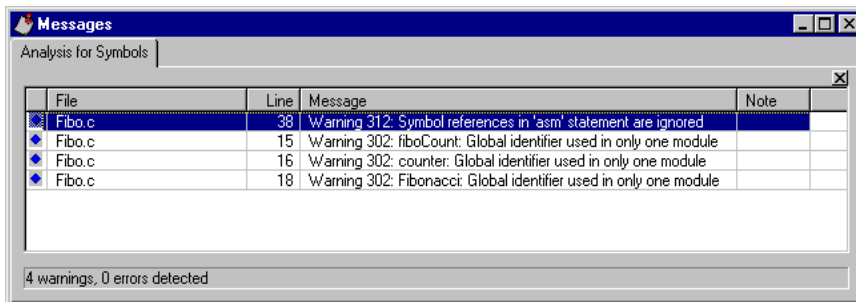 Messages
Analysis for Symbols
File Line Message Note
Fibo.c 38 Warning 312: Symbol references in 'asm' statement are ignored
Fibo.c 15 Warning 302: fiboCount: Global identifier used in only one module
Fibo.c 16 Warning 302: counter: Global identifier used in only one module
Fibo.c 18 Warning 302: Fibonacci: Global identifier used in only one module
4 warnings, 0 errors detected